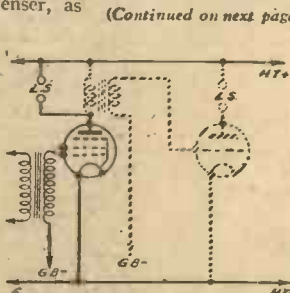 enser, as
(Continued on next page
HT+
L.S.
L.S.
GB-
GB-